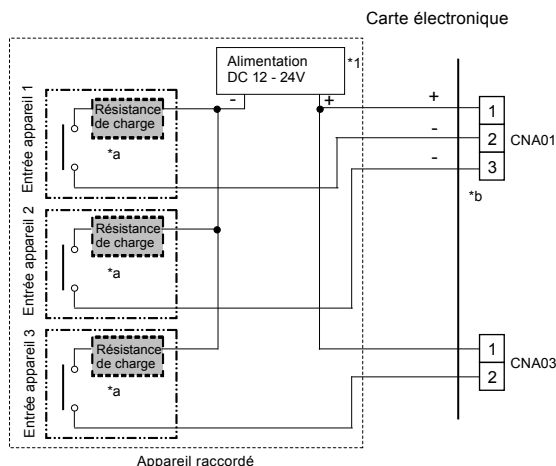 Carte électronique
Alimentation
DC 12 - 24V
*1
-
+
+
1
-
2
CNA01
-
3
*b
Entrée appareil 1
Résistance
de charge
*a
Entrée appareil 2
Résistance
de charge
*a
Entrée appareil 3
Résistance
de charge
*a
1
2
CNA03
Appareil raccordé